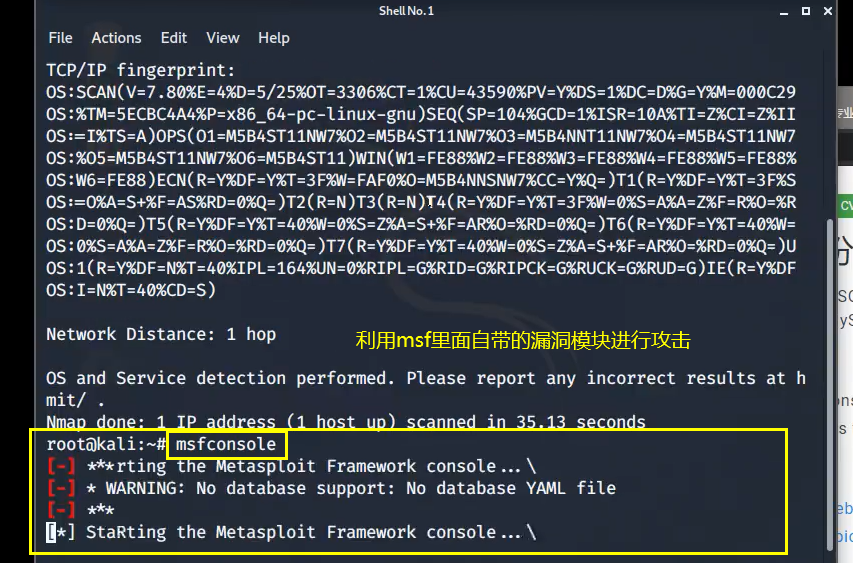 Shell No. 1
File Actions Edit View Help
TCP/IP fingerprint:
OS:SCAN(V=7.80%E=4%D=5/25%OT=3306%CT=1%CU=43590%PV=Y%DS=1%DC=D%G=Y%M=000C29
OS:%TM=5ECBC4A4%P=x86_64-pc-linux-gnu)SEQ(SP=104%GCD=1%ISR=10A%TI=Z%CI=Z%II
OS:=I%TS=A)OPS(O1=M5B4ST11NW7%O2=M5B4ST11NW7%O3=M5B4NNT11NW7%O4=M5B4ST11NW7
OS:%O5=M5B4ST11NW7%O6=M5B4ST11)WIN(W1=FE88%W2=FE88%W3=FE88%W4=FE88%W5=FE88%
OS:W6=FE88)ECN(R=Y%DF=Y%T=3F%W=FAF0%O=M5B4NNSNW7%CC=Y%Q=)T1(R=Y%DF=Y%T=3F%S
OS:=O%A=S+%F=AS%RD=0%Q=)T2(R=N)T3(R=N)T4(R=Y%DF=Y%T=3F%W=0%S=A%A=Z%F=R%O=%R
OS:D=0%Q=)T5(R=Y%DF=Y%T=40%W=0%S=Z%A=S+%F=AR%O=%RD=0%Q=)T6(R=Y%DF=Y%T=40%W=
OS:0%S=A%A=Z%F=R%O=%RD=0%Q=)T7(R=Y%DF=Y%T=40%W=0%S=Z%A=S+%F=AR%O=%RD=0%Q=)U
OS:1(R=Y%DF=N%T=40%IPL=164%UN=0%RIPL=G%RID=G%RIPCK=G%RUCK=G%RUD=G)IE(R=Y%DF
OS:I=N%T=40%CD=S)
Network Distance: 1 hop
利用msf里面自带的漏洞模块进行攻击
OS and Service detection performed. Please report any incorrect results at h
mit/ .
Nmap done: 1 IP address (1 host up) scanned in 35.13 seconds
root@kali:~# msfconsole
[-] ***rting the Metasploit Framework console...\
[-] * WARNING: No database support: No database YAML file
[-] ***
[*] StaRting the Metasploit Framework console...\